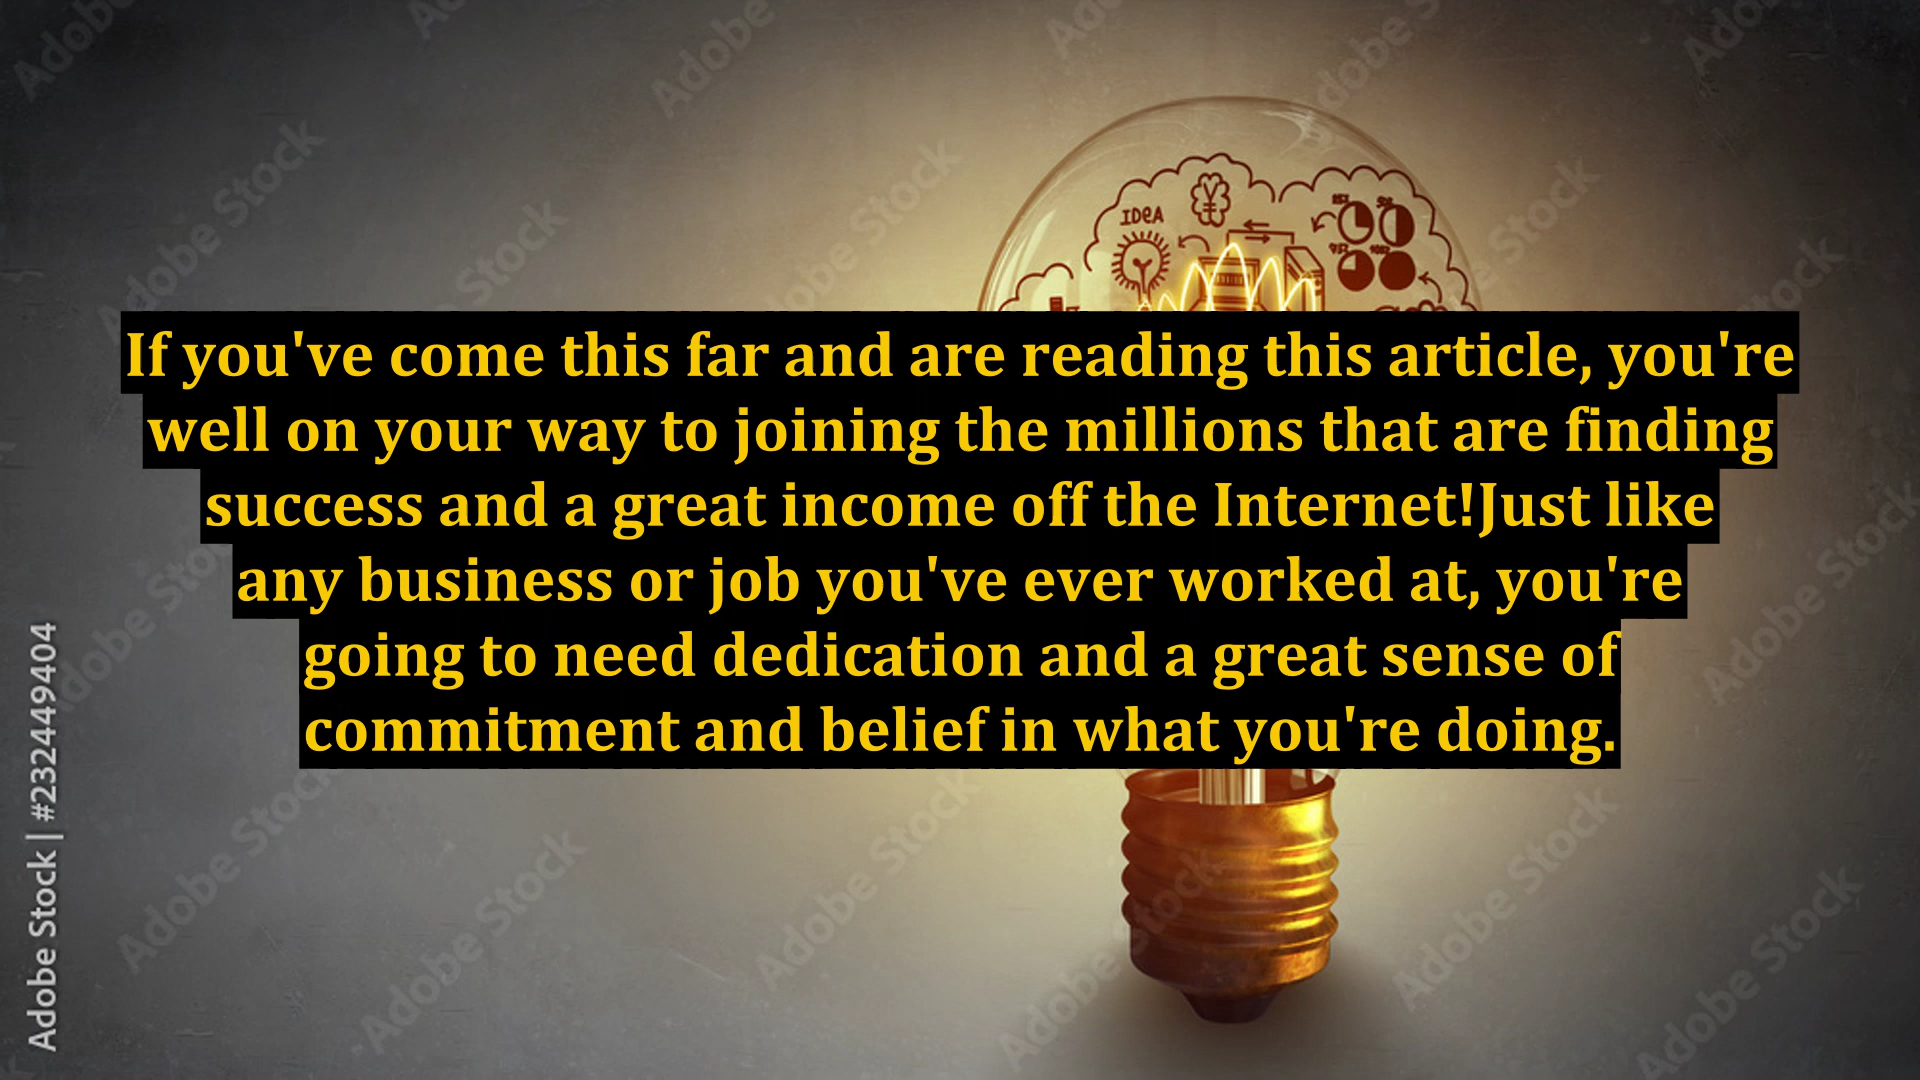 IDEA
If you've come this far and are reading this article, you're
well on your way to joining the millions that are finding
success and a great income off the Internet!Just like
any business or job you've ever worked at, you're
going to need dedication and a great sense of
commitment and belief in what you're doing.
Adobe Stock | #232449404
Adobe Stock